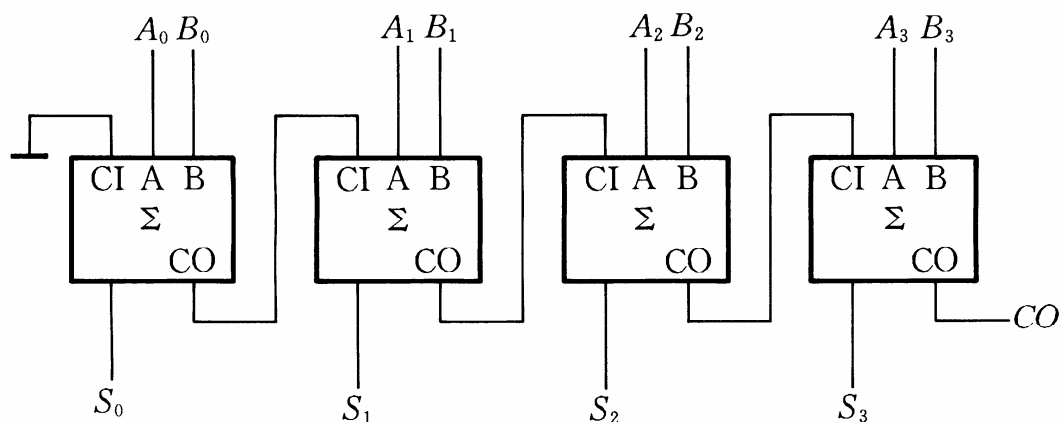 A₀ B₀ A₁ B₁ A₂ B₂ A₃ B₃
CI A B CI A B CI A B CI A B
Σ Σ Σ Σ
CO CO CO CO
CO
S₀ S₁ S₂ S₃